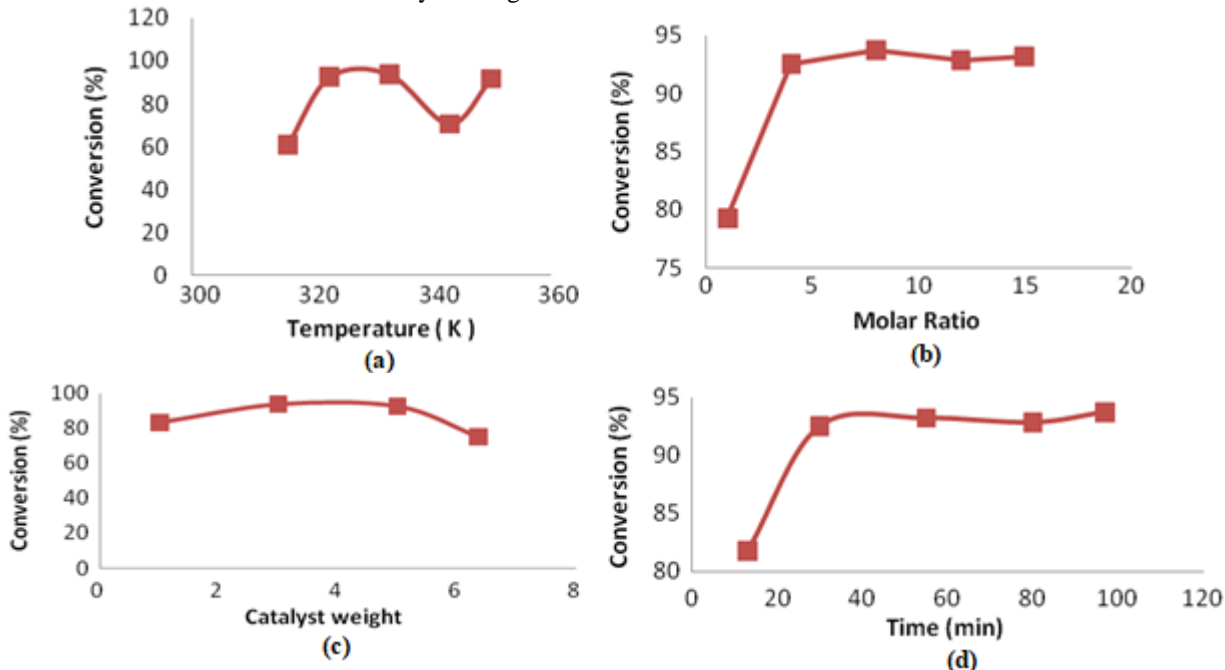 120
100
80
60
40
20
0
300 320 340 360
Conversion (%)
Temperature ( K )
(a)
95
90
85
80
75
0 5 10 15 20
Conversion (%)
Molar Ratio
(b)
100
80
60
40
20
0
0 2 4 6 8
Conversion (%)
Catalyst weight
(c)
95
90
85
80
0 20 40 60 80 100 120
Conversion (%)
Time (min)
(d)